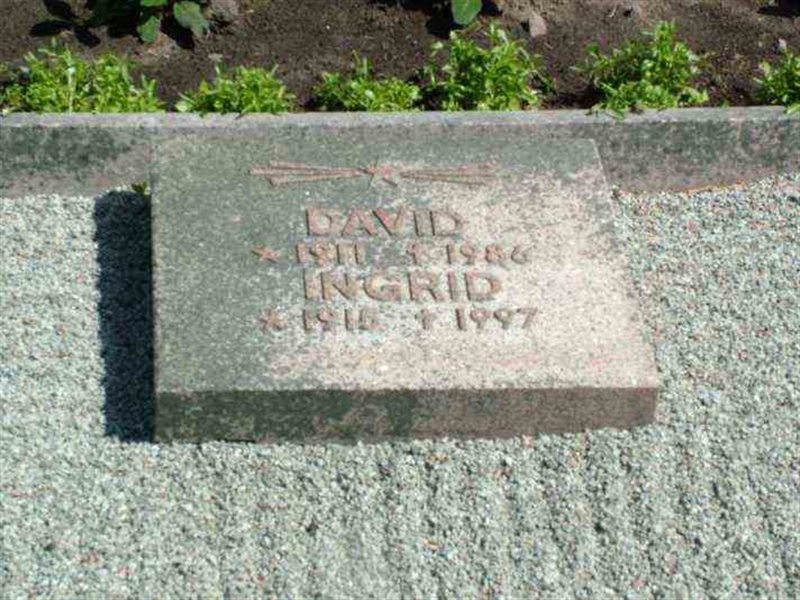 DAVID
* 1911 † 1986
INGRID
* 1915 † 1997